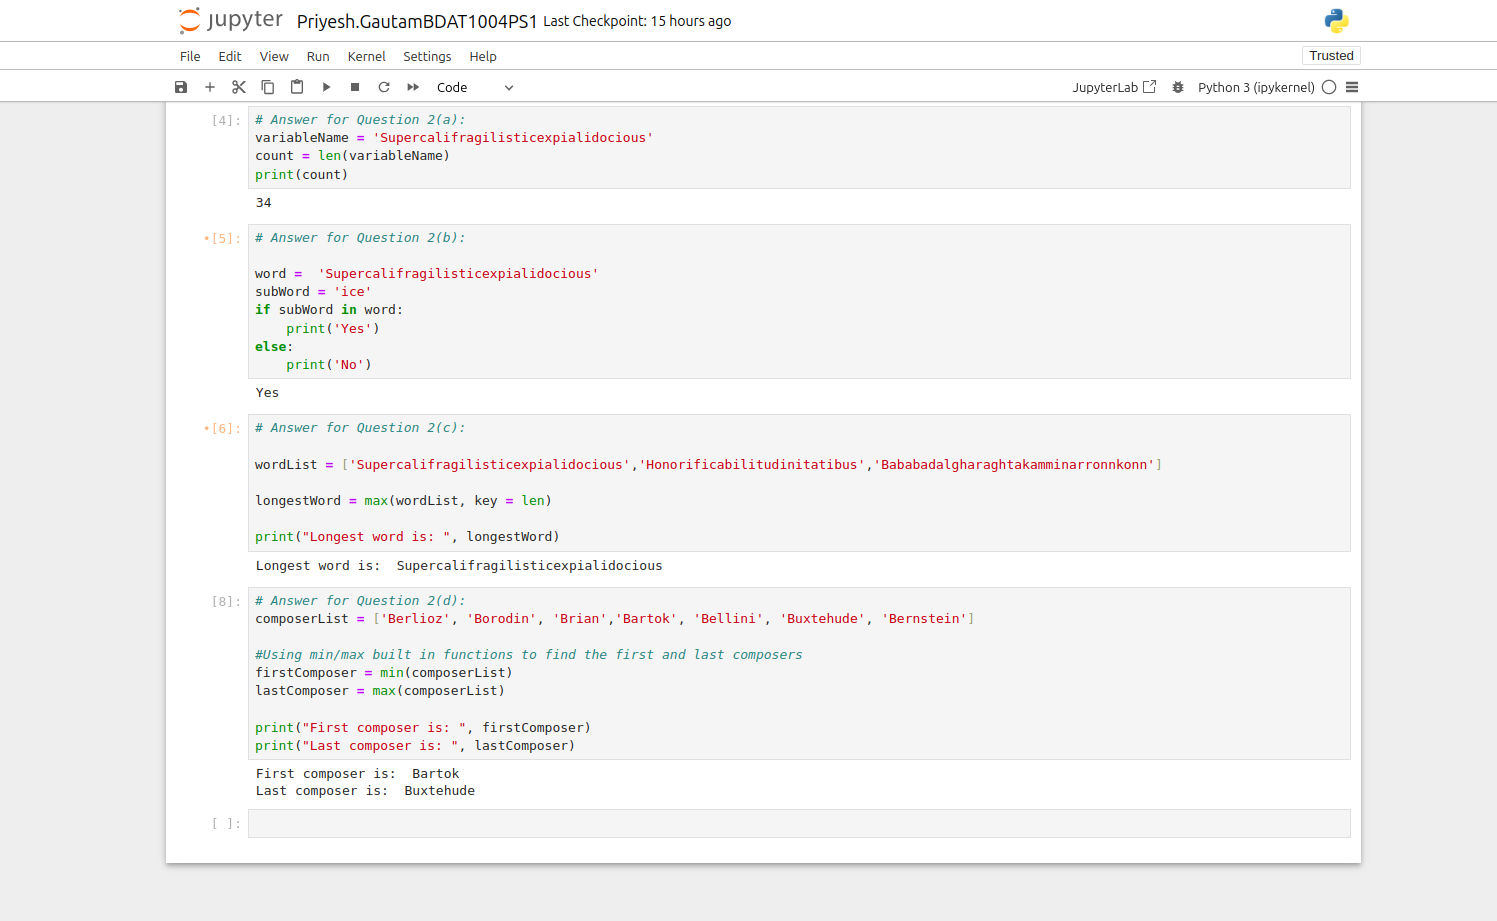 jupyter Priyesh.GautamBDAT1004PS1 Last Checkpoint: 15 hours ago
File Edit View Run Kernel Settings Help Trusted
Code JupyterLab Python 3 (ipykernel)
[4]: # Answer for Question 2(a):
variableName = 'Supercalifragilisticexpialidocious'
count = len(variableName)
print(count)
34
•[5]: # Answer for Question 2(b):
word =  'Supercalifragilisticexpialidocious'
subWord = 'ice'
if subWord in word:
    print('Yes')
else:
    print('No')
Yes
•[6]: # Answer for Question 2(c):
wordList = ['Supercalifragilisticexpialidocious','Honorificabilitudinitatibus','Bababadalgharaghtakamminarronnkonn']
longestWord = max(wordList, key = len)
print("Longest word is: ", longestWord)
Longest word is:  Supercalifragilisticexpialidocious
[8]: # Answer for Question 2(d):
composerList = ['Berlioz', 'Borodin', 'Brian','Bartok', 'Bellini', 'Buxtehude', 'Bernstein']
#Using min/max built in functions to find the first and last composers
firstComposer = min(composerList)
lastComposer = max(composerList)
print("First composer is: ", firstComposer)
print("Last composer is: ", lastComposer)
First composer is:  Bartok
Last composer is:  Buxtehude
[ ]: